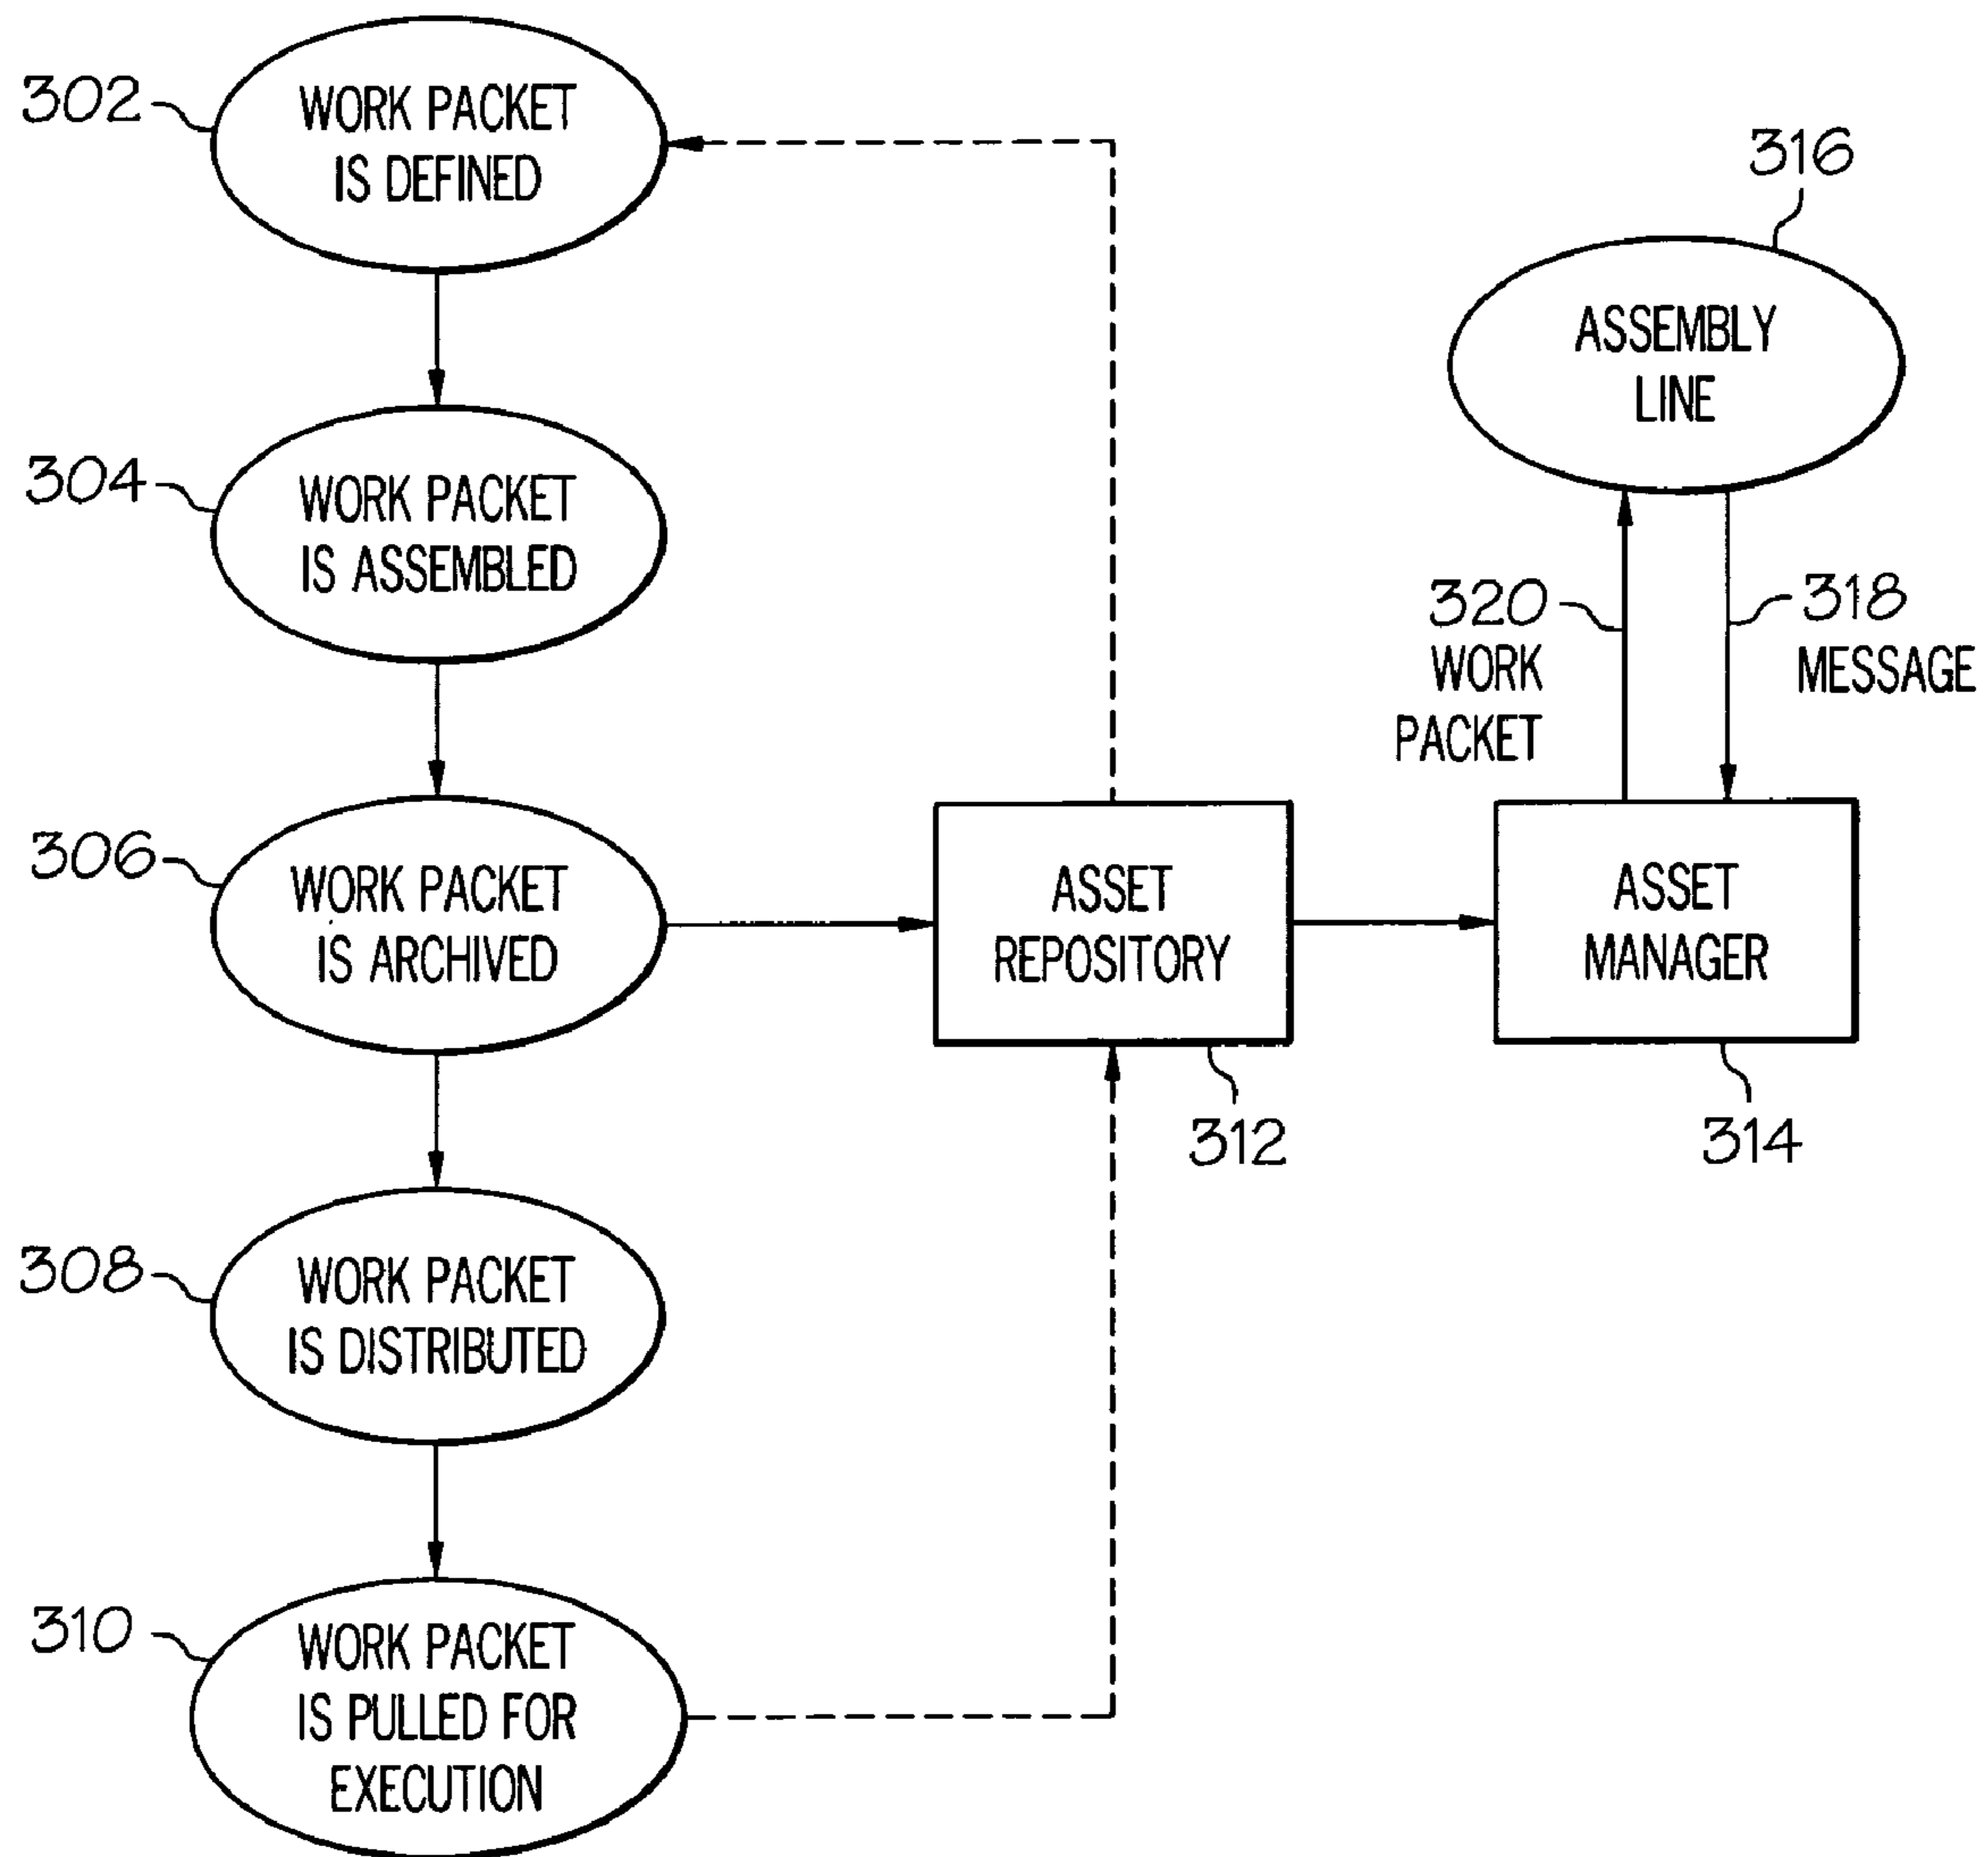 302
WORK PACKET
IS DEFINED
304
WORK PACKET
IS ASSEMBLED
306
WORK PACKET
IS ARCHIVED
308
WORK PACKET
IS DISTRIBUTED
310
WORK PACKET
IS PULLED FOR
EXECUTION
ASSET
REPOSITORY
312
316
ASSEMBLY
LINE
320
WORK
PACKET
318
MESSAGE
ASSET
MANAGER
314